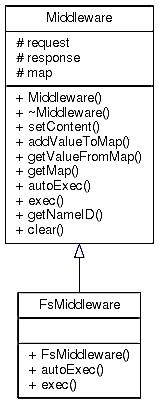 Middleware
# request
# response
# map
+ Middleware()
+ ~Middleware()
+ setContent()
+ addValueToMap()
+ getValueFromMap()
+ getMap()
+ autoExec()
+ exec()
+ getNameID()
+ clear()
FsMiddleware
+ FsMiddleware()
+ autoExec()
+ exec()